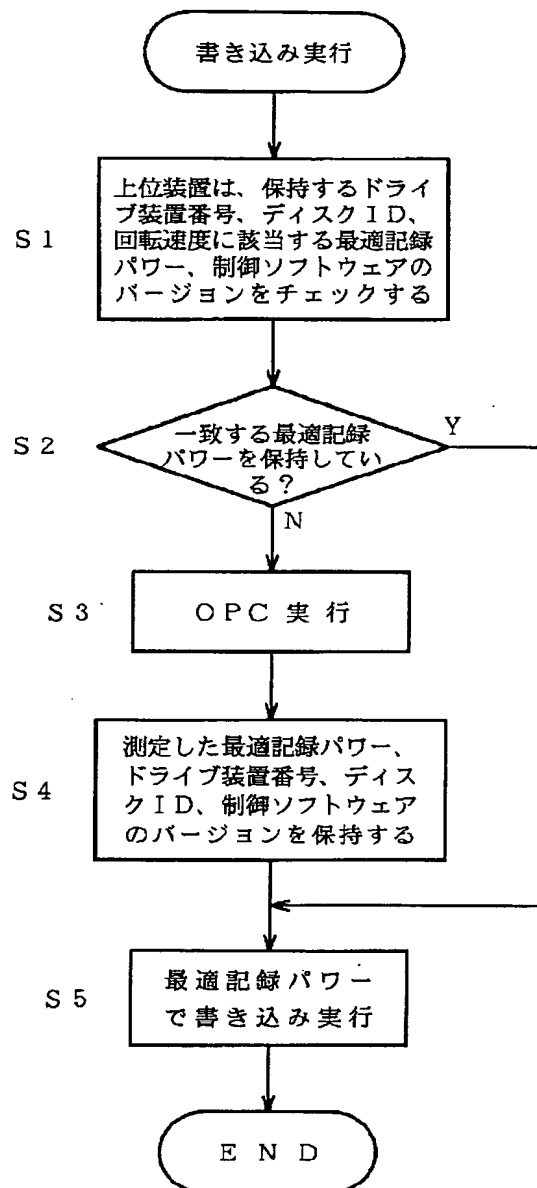 書き込み実行
S1
上位装置は、保持するドライ
ブ装置番号、ディスクID、
回転速度に該当する最適記録
パワー、制御ソフトウェアの
バージョンをチェックする
S2
一致する最適記録
パワーを保持してい
る？
Y
N
S3
OPC 実行
S4
測定した最適記録パワー、
ドライブ装置番号、ディス
クID、制御ソフトウェア
のバージョンを保持する
S5
最適記録パワー
で書き込み実行
END